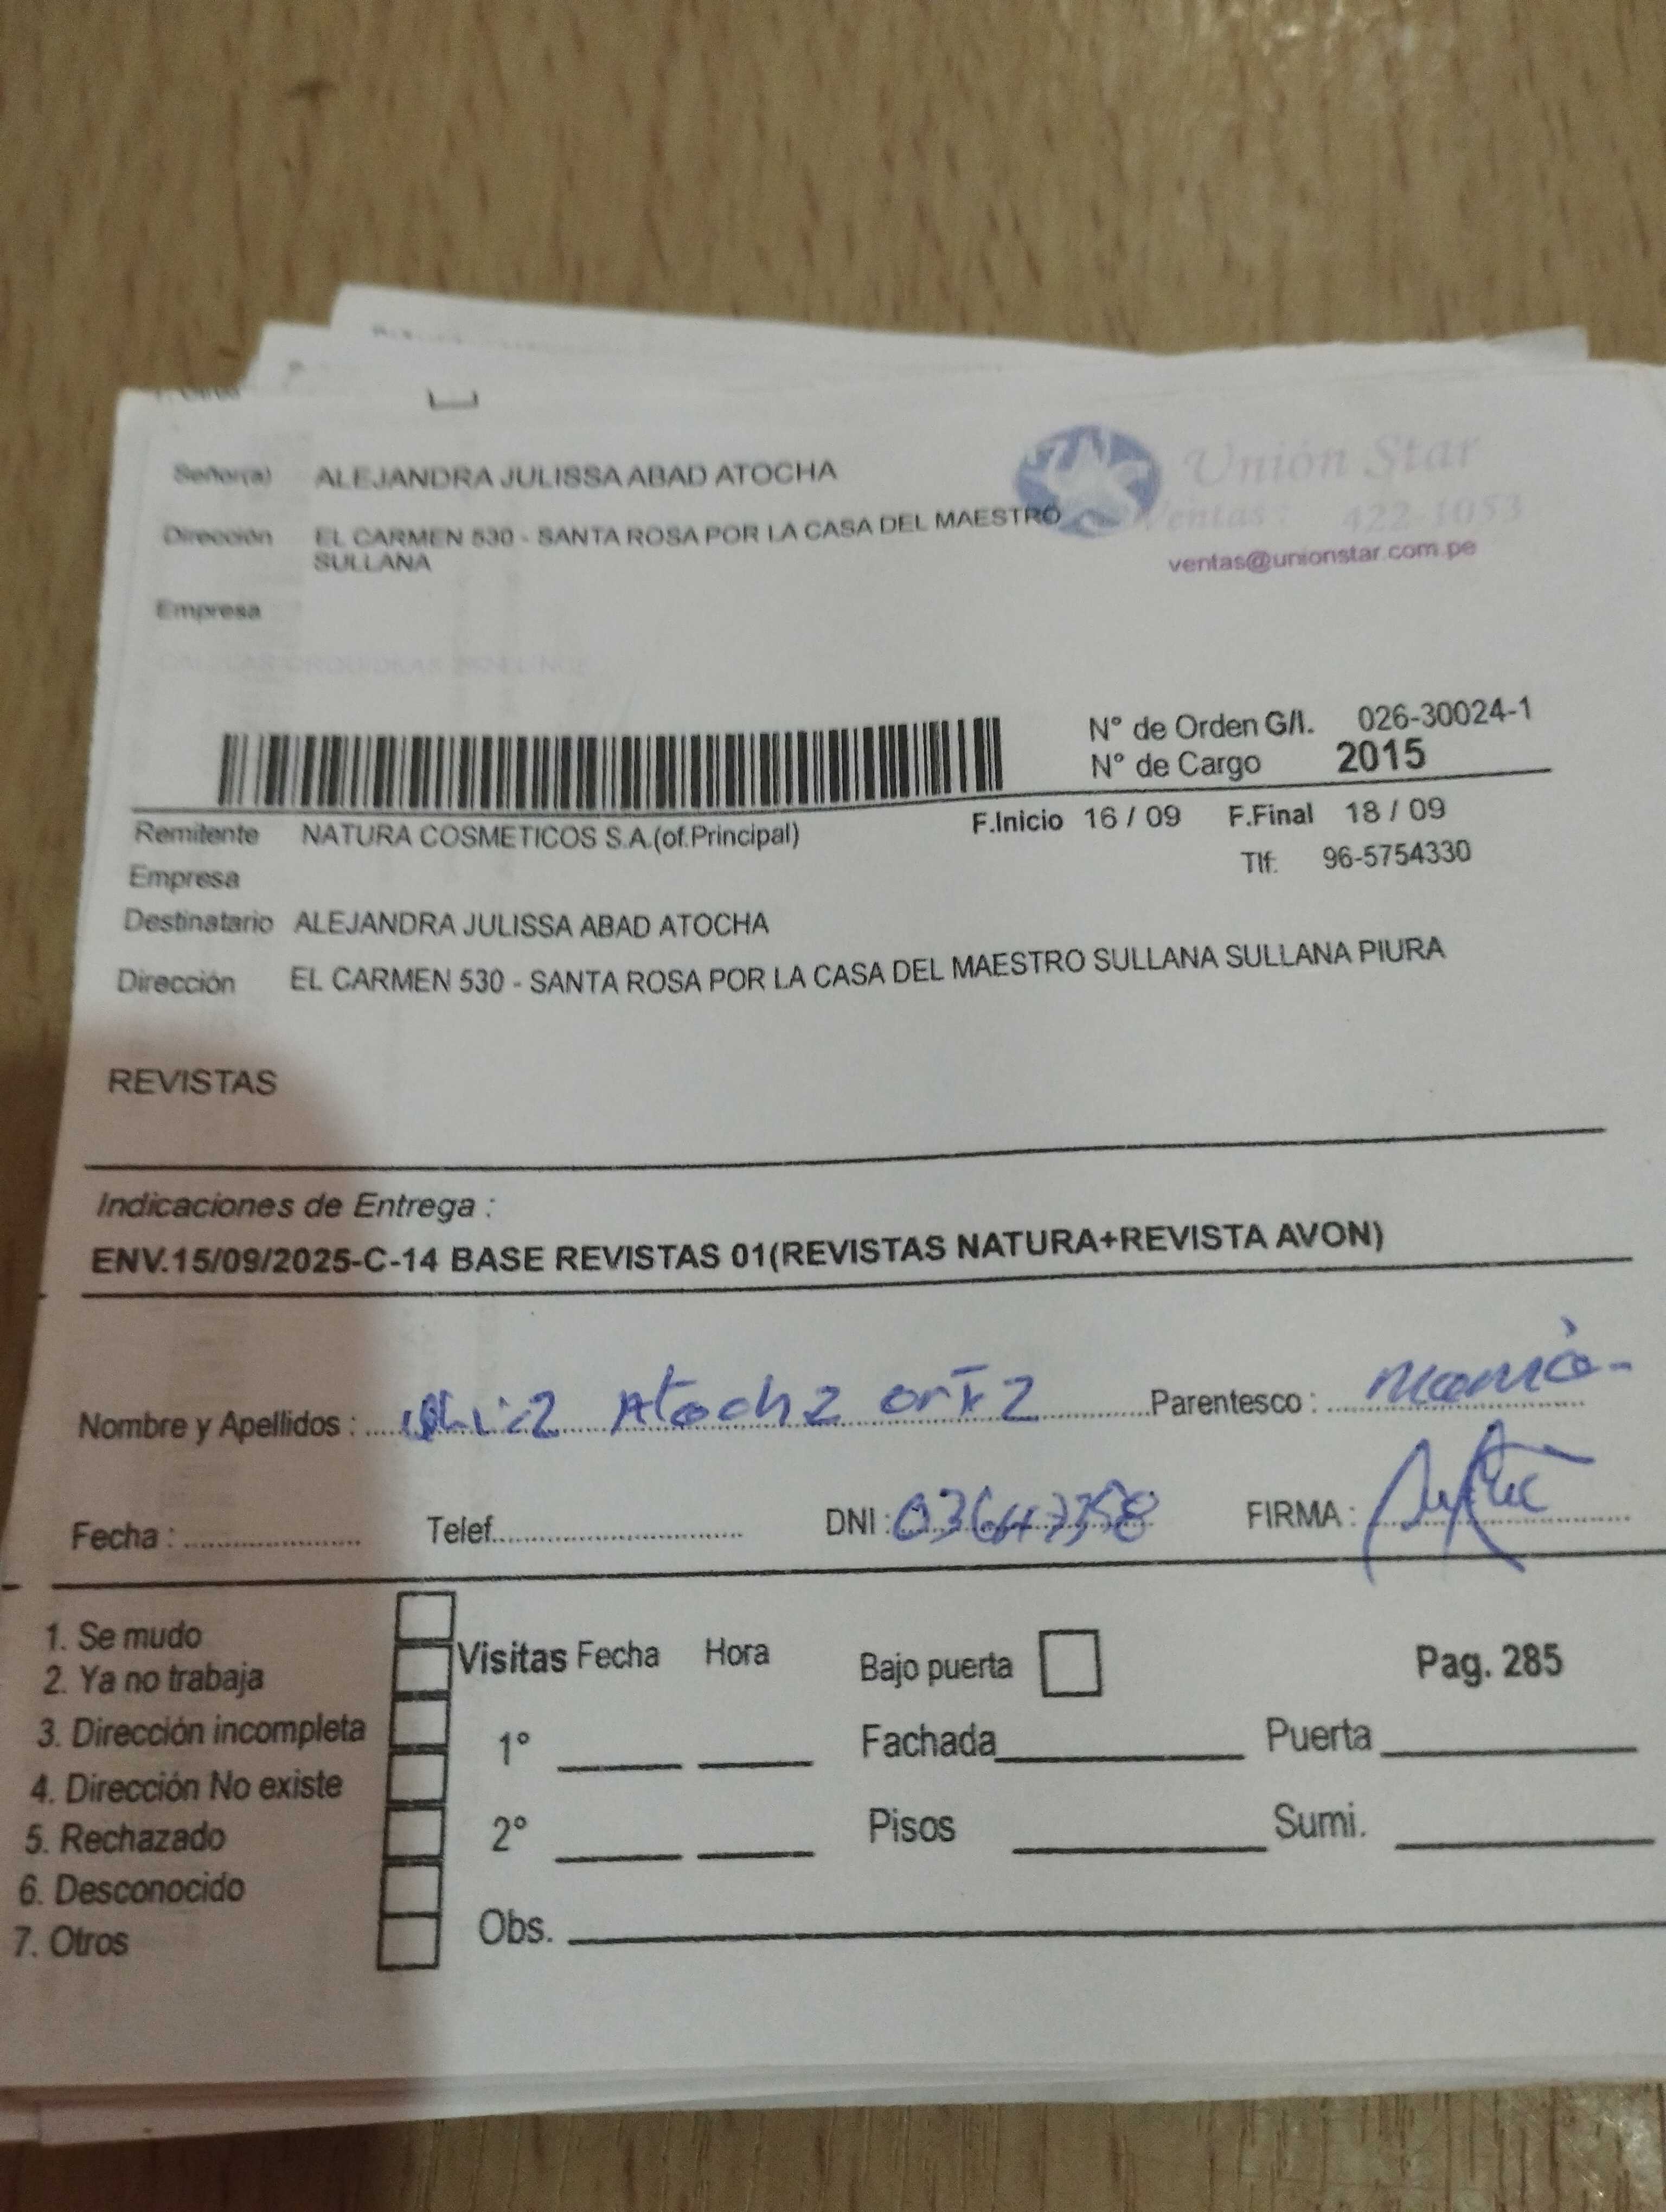 Señor(a) ALEJANDRA JULISSA ABAD ATOCHA
Dirección EL CARMEN 530 - SANTA ROSA POR LA CASA DEL MAESTRO
SULLANA
Empresa
Unión Star
Ventas : 422-1053
ventas@unionstar.com.pe
N° de Orden G/I. 026-30024-1
N° de Cargo 2015
Remitente NATURA COSMETICOS S.A.(of.Principal)
F.Inicio 16 / 09 F.Final 18 / 09
Empresa
Tlf: 96-5754330
Destinatario ALEJANDRA JULISSA ABAD ATOCHA
Dirección EL CARMEN 530 - SANTA ROSA POR LA CASA DEL MAESTRO SULLANA SULLANA PIURA
REVISTAS
Indicaciones de Entrega :
ENV.15/09/2025-C-14 BASE REVISTAS 01(REVISTAS NATURA+REVISTA AVON)
Nombre y Apellidos : Atocha Parentesco : Mamá
Fecha : Telef. DNI : FIRMA :
1. Se mudo
2. Ya no trabaja
3. Dirección incompleta
4. Dirección No existe
5. Rechazado
6. Desconocido
7. Otros
Visitas Fecha Hora
1°
2°
Obs.
Bajo puerta Pag. 285
Fachada Puerta
Pisos Sumi.